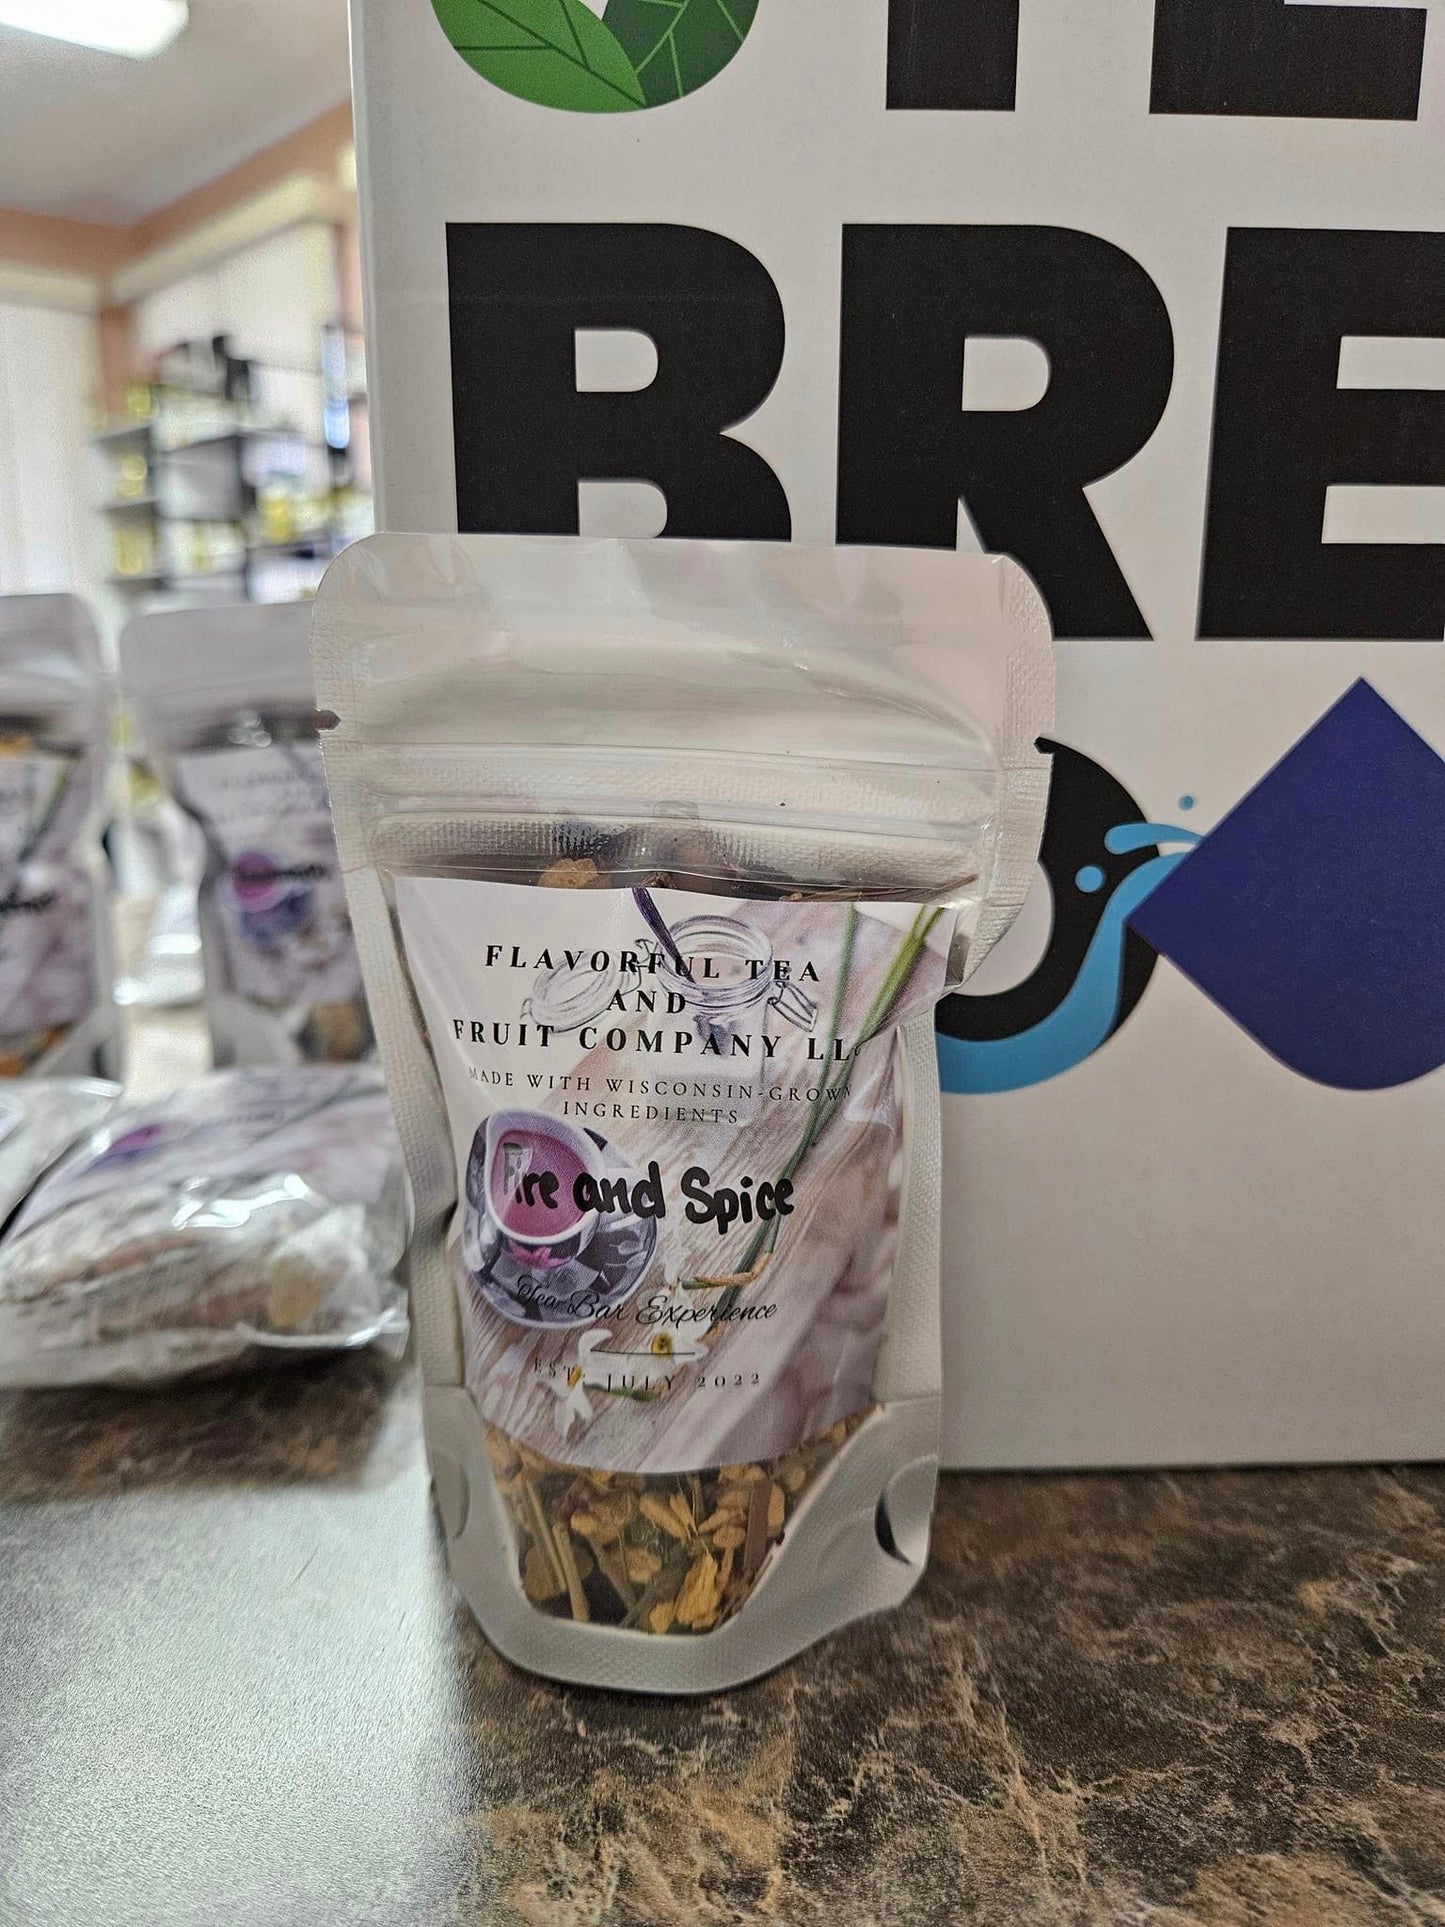 BRE
FLAVORFUL TEA
AND
FRUIT COMPANY LLC
MADE WITH WISCONSIN-GROWN
INGREDIENTS
Fire and Spice
Tea Bar Experience
EST. JULY 2022